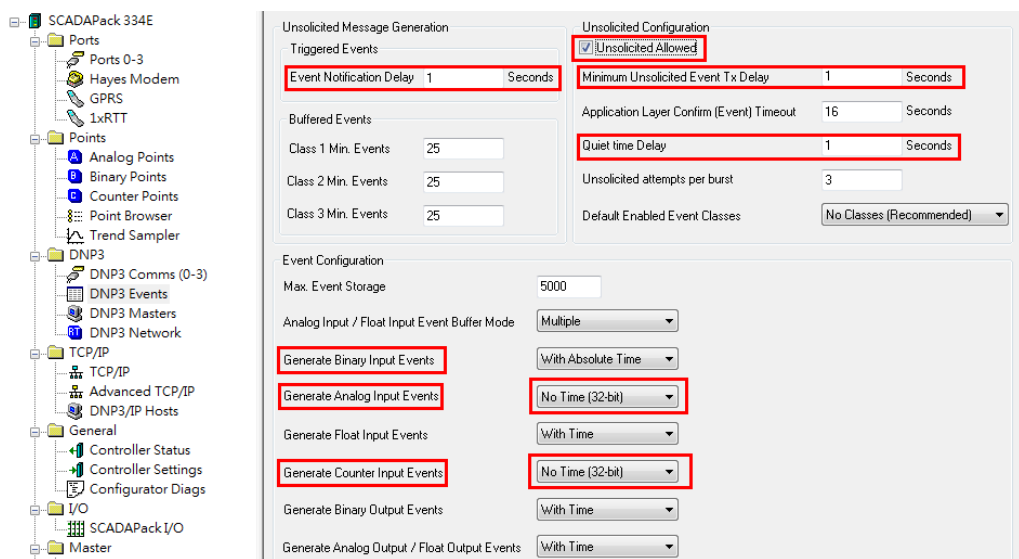 SCADAPack 334E
Ports
Ports 0-3
Hayes Modem
GPRS
1xRTT
Points
Analog Points
Binary Points
Counter Points
Point Browser
Trend Sampler
DNP3
DNP3 Comms (0-3)
DNP3 Events
DNP3 Masters
DNP3 Network
TCP/IP
TCP/IP
Advanced TCP/IP
DNP3/IP Hosts
General
Controller Status
Controller Settings
Configurator Diags
I/O
SCADAPack I/O
Master
Unsolicited Message Generation
Triggered Events
Event Notification Delay 1 Seconds
Buffered Events
Class 1 Min. Events 25
Class 2 Min. Events 25
Class 3 Min. Events 25
Unsolicited Configuration
Unsolicited Allowed
Minimum Unsolicited Event Tx Delay 1 Seconds
Application Layer Confirm (Event) Timeout 16 Seconds
Quiet time Delay 1 Seconds
Unsolicited attempts per burst 3
Default Enabled Event Classes No Classes (Recommended)
Event Configuration
Max. Event Storage 5000
Analog Input / Float Input Event Buffer Mode Multiple
Generate Binary Input Events With Absolute Time
Generate Analog Input Events No Time (32-bit)
Generate Float Input Events With Time
Generate Counter Input Events No Time (32-bit)
Generate Binary Output Events With Time
Generate Analog Output / Float Output Events With Time